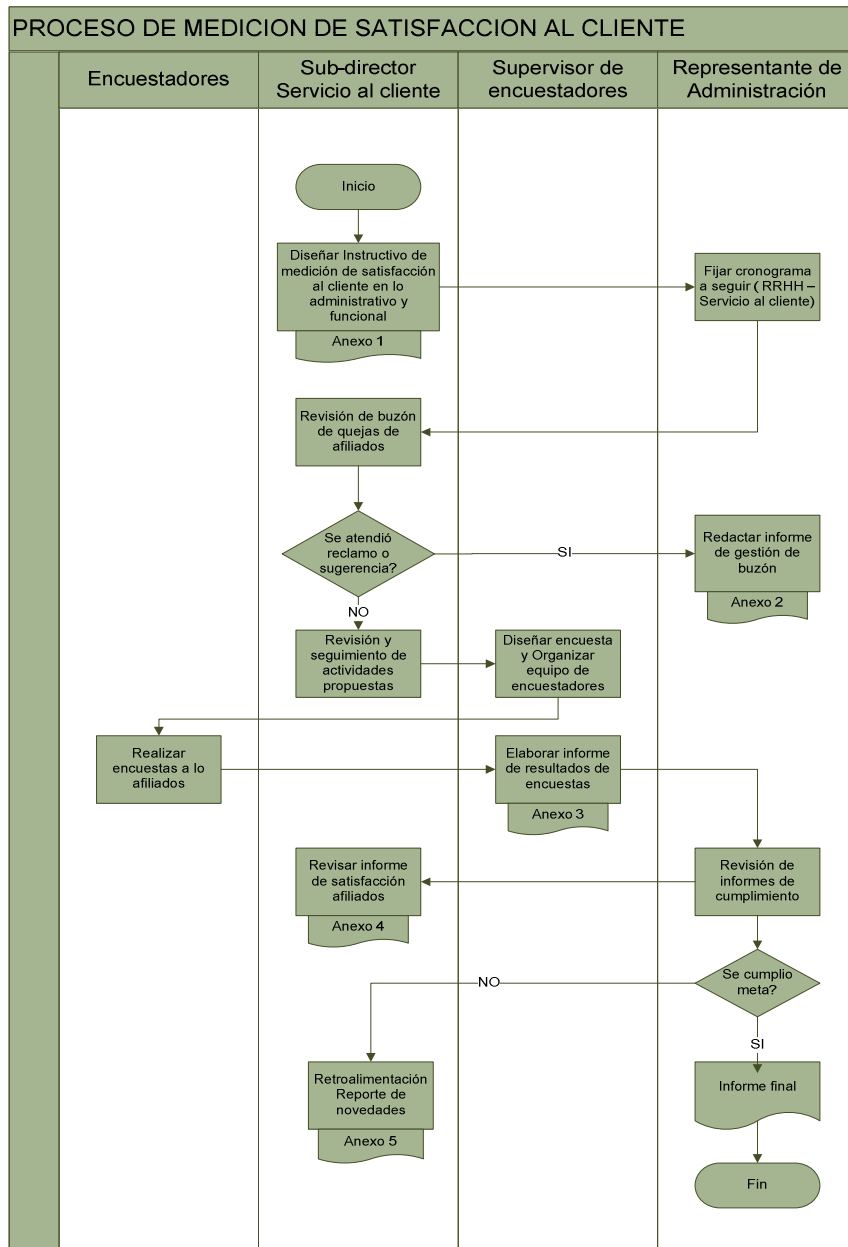 PROCESO DE MEDICION DE SATISFACCION AL CLIENTE
Encuestadores
Sub-director
Servicio al cliente
Supervisor de
encuestadores
Representante de
Administración
Inicio
Diseñar Instructivo de
medición de satisfacción
al cliente en lo
administrativo y
funcional
Anexo 1
Fijar cronograma
a seguir ( RRHH –
Servicio al cliente)
Revisión de buzón
de quejas de
afiliados
Se atendió
reclamo o
sugerencia?
SI
Redactar informe
de gestión de
buzón
Anexo 2
NO
Revisión y
seguimiento de
actividades
propuestas
Diseñar encuesta
y Organizar
equipo de
encuestadores
Realizar
encuestas a lo
afiliados
Elaborar informe
de resultados de
encuestas
Anexo 3
Revisar informe
de satisfacción
afiliados
Anexo 4
Revisión de
informes de
cumplimiento
Se cumplio
meta?
NO
SI
Retroalimentación
Reporte de
novedades
Anexo 5
Informe final
Fin